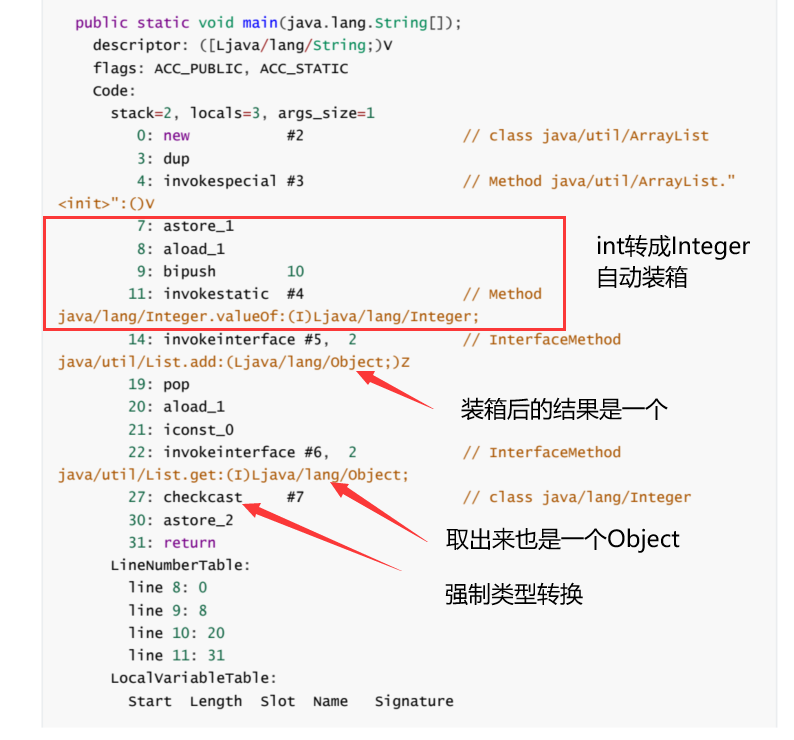 public static void main(java.lang.String[]);
descriptor: ([Ljava/lang/String;)V
flags: ACC_PUBLIC, ACC_STATIC
Code:
stack=2, locals=3, args_size=1
0: new #2 // class java/util/ArrayList
3: dup
4: invokespecial #3 // Method java/util/ArrayList."
<init>":()V
7: astore_1
8: aload_1
int转成Integer
9: bipush 10
自动装箱
11: invokestatic #4 // Method
java/lang/Integer.valueOf:(I)Ljava/lang/Integer;
14: invokeinterface #5, 2 // InterfaceMethod
java/util/List.add:(Ljava/lang/Object;)Z
19: pop
20: aload_1
装箱后的结果是一个
21: iconst_0
22: invokeinterface #6, 2 // InterfaceMethod
java/util/List.get:(I)Ljava/lang/Object;
27: checkcast #7 // class java/lang/Integer
30: astore_2
31: return
取出来也是一个Object
LineNumberTable:
line 8: 0
强制类型转换
line 9: 8
line 10: 20
line 11: 31
LocalVariableTable:
Start Length Slot Name Signature